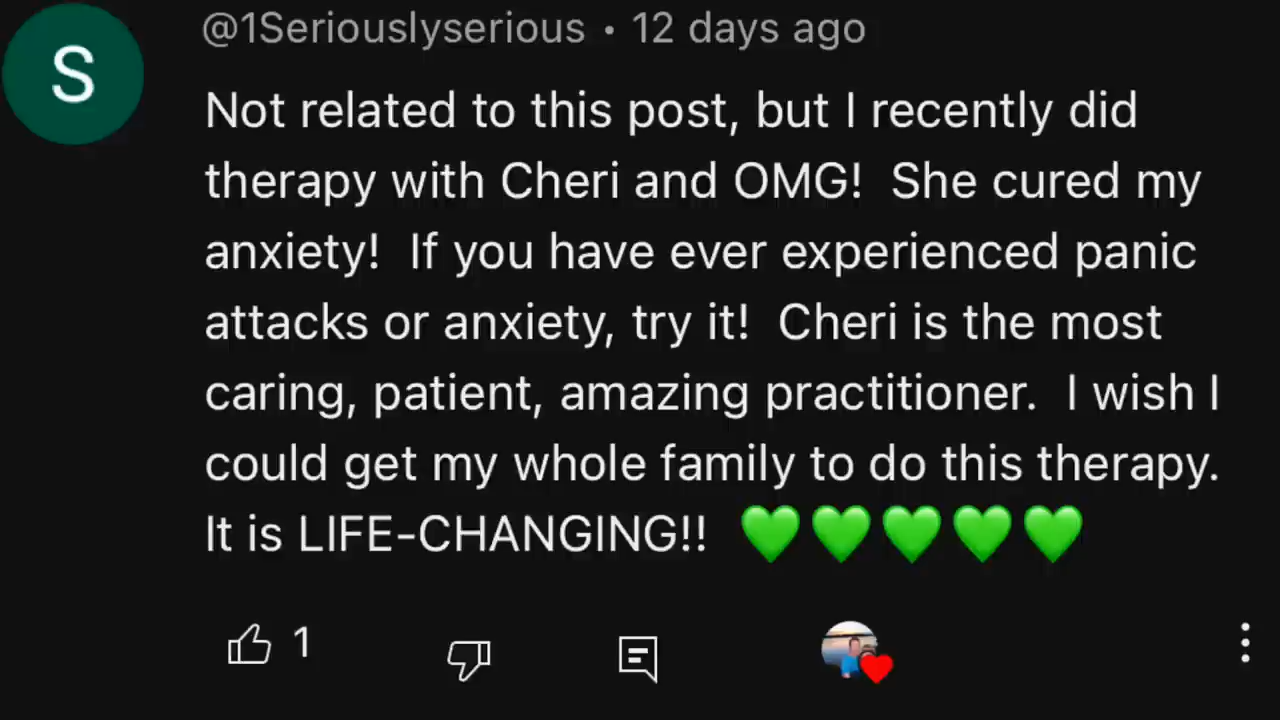 S
@1Seriouslyserious • 12 days ago
Not related to this post, but I recently did
therapy with Cheri and OMG!  She cured my
anxiety!  If you have ever experienced panic
attacks or anxiety, try it!  Cheri is the most
caring, patient, amazing practitioner.  I wish I
could get my whole family to do this therapy.
It is LIFE-CHANGING!! 💚💚💚💚💚
1